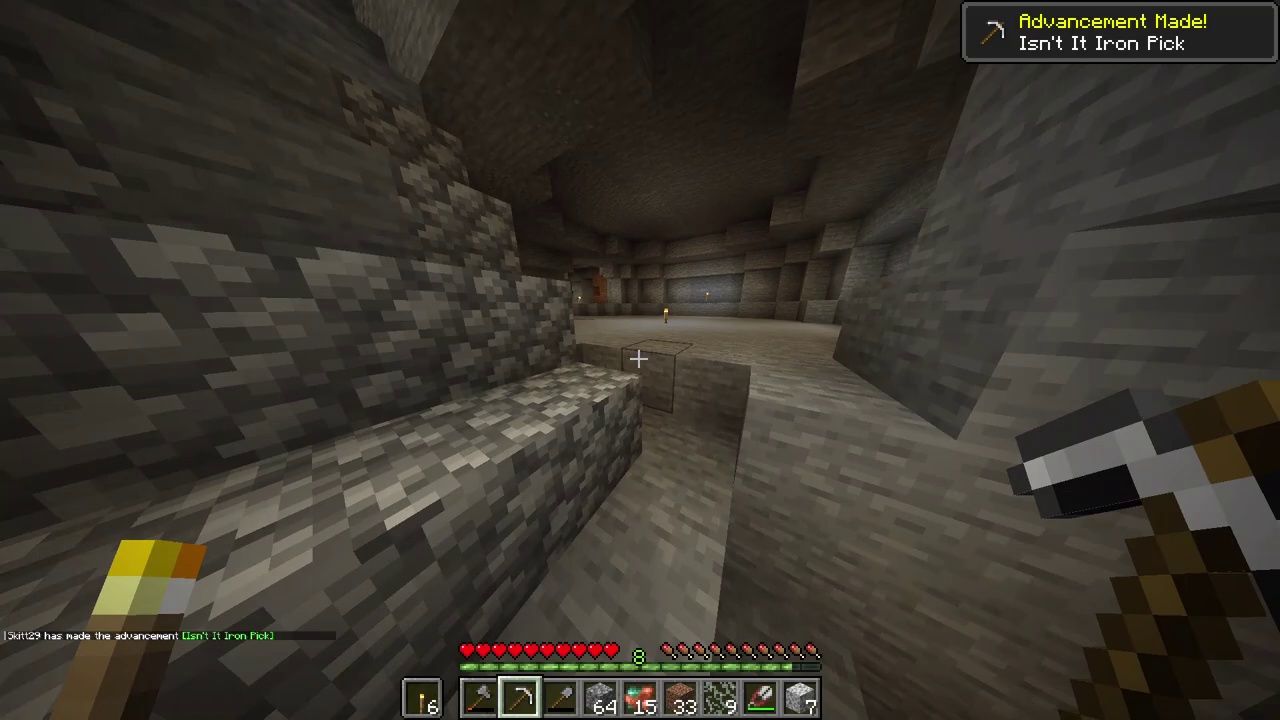 Advancement Made!
Isn't It Iron Pick
Skitt29 has made the advancement [Isn't It Iron Pick]
8
6
64
15
33
9
7